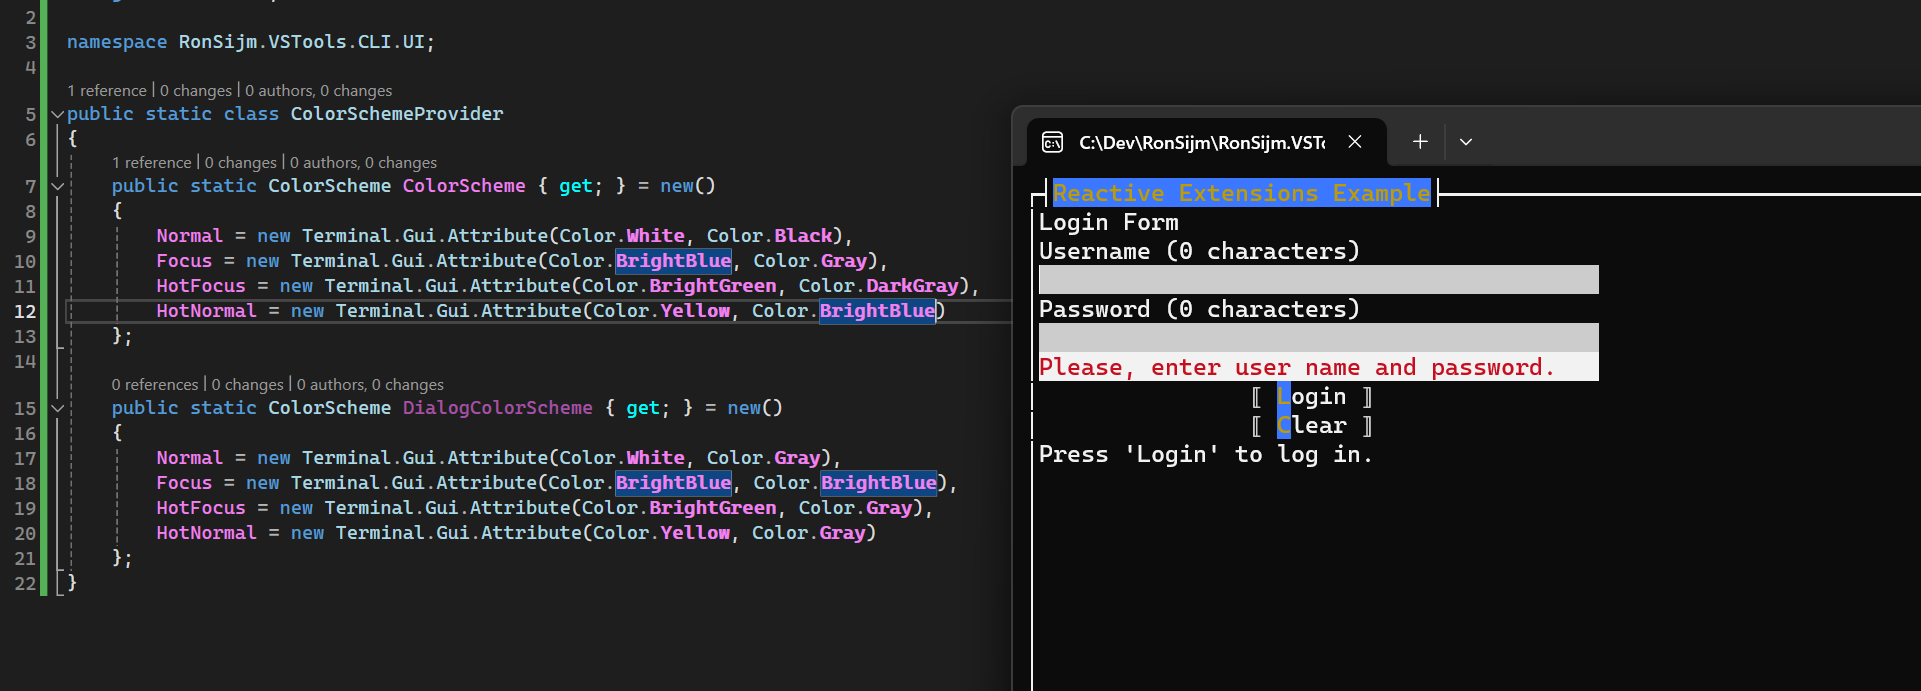 2
3 namespace RonSijm.VSTools.CLI.UI;
4
1 reference | 0 changes | 0 authors, 0 changes
5 public static class ColorSchemeProvider
6 {
1 reference | 0 changes | 0 authors, 0 changes
7 public static ColorScheme ColorScheme { get; } = new()
8 {
9 Normal = new Terminal.Gui.Attribute(Color.White, Color.Black),
10 Focus = new Terminal.Gui.Attribute(Color.BrightBlue, Color.Gray),
11 HotFocus = new Terminal.Gui.Attribute(Color.BrightGreen, Color.DarkGray),
12 HotNormal = new Terminal.Gui.Attribute(Color.Yellow, Color.BrightBlue)
13 };
14
0 references | 0 changes | 0 authors, 0 changes
15 public static ColorScheme DialogColorScheme { get; } = new()
16 {
17 Normal = new Terminal.Gui.Attribute(Color.White, Color.Gray),
18 Focus = new Terminal.Gui.Attribute(Color.BrightBlue, Color.BrightBlue),
19 HotFocus = new Terminal.Gui.Attribute(Color.BrightGreen, Color.Gray),
20 HotNormal = new Terminal.Gui.Attribute(Color.Yellow, Color.Gray)
21 };
22 }
C:\Dev\RonSijm\RonSijm.VSTo
Reactive Extensions Example
Login Form
Username (0 characters)
Password (0 characters)
Please, enter user name and password.
⟦ Login ⟧
⟦ Clear ⟧
Press 'Login' to log in.